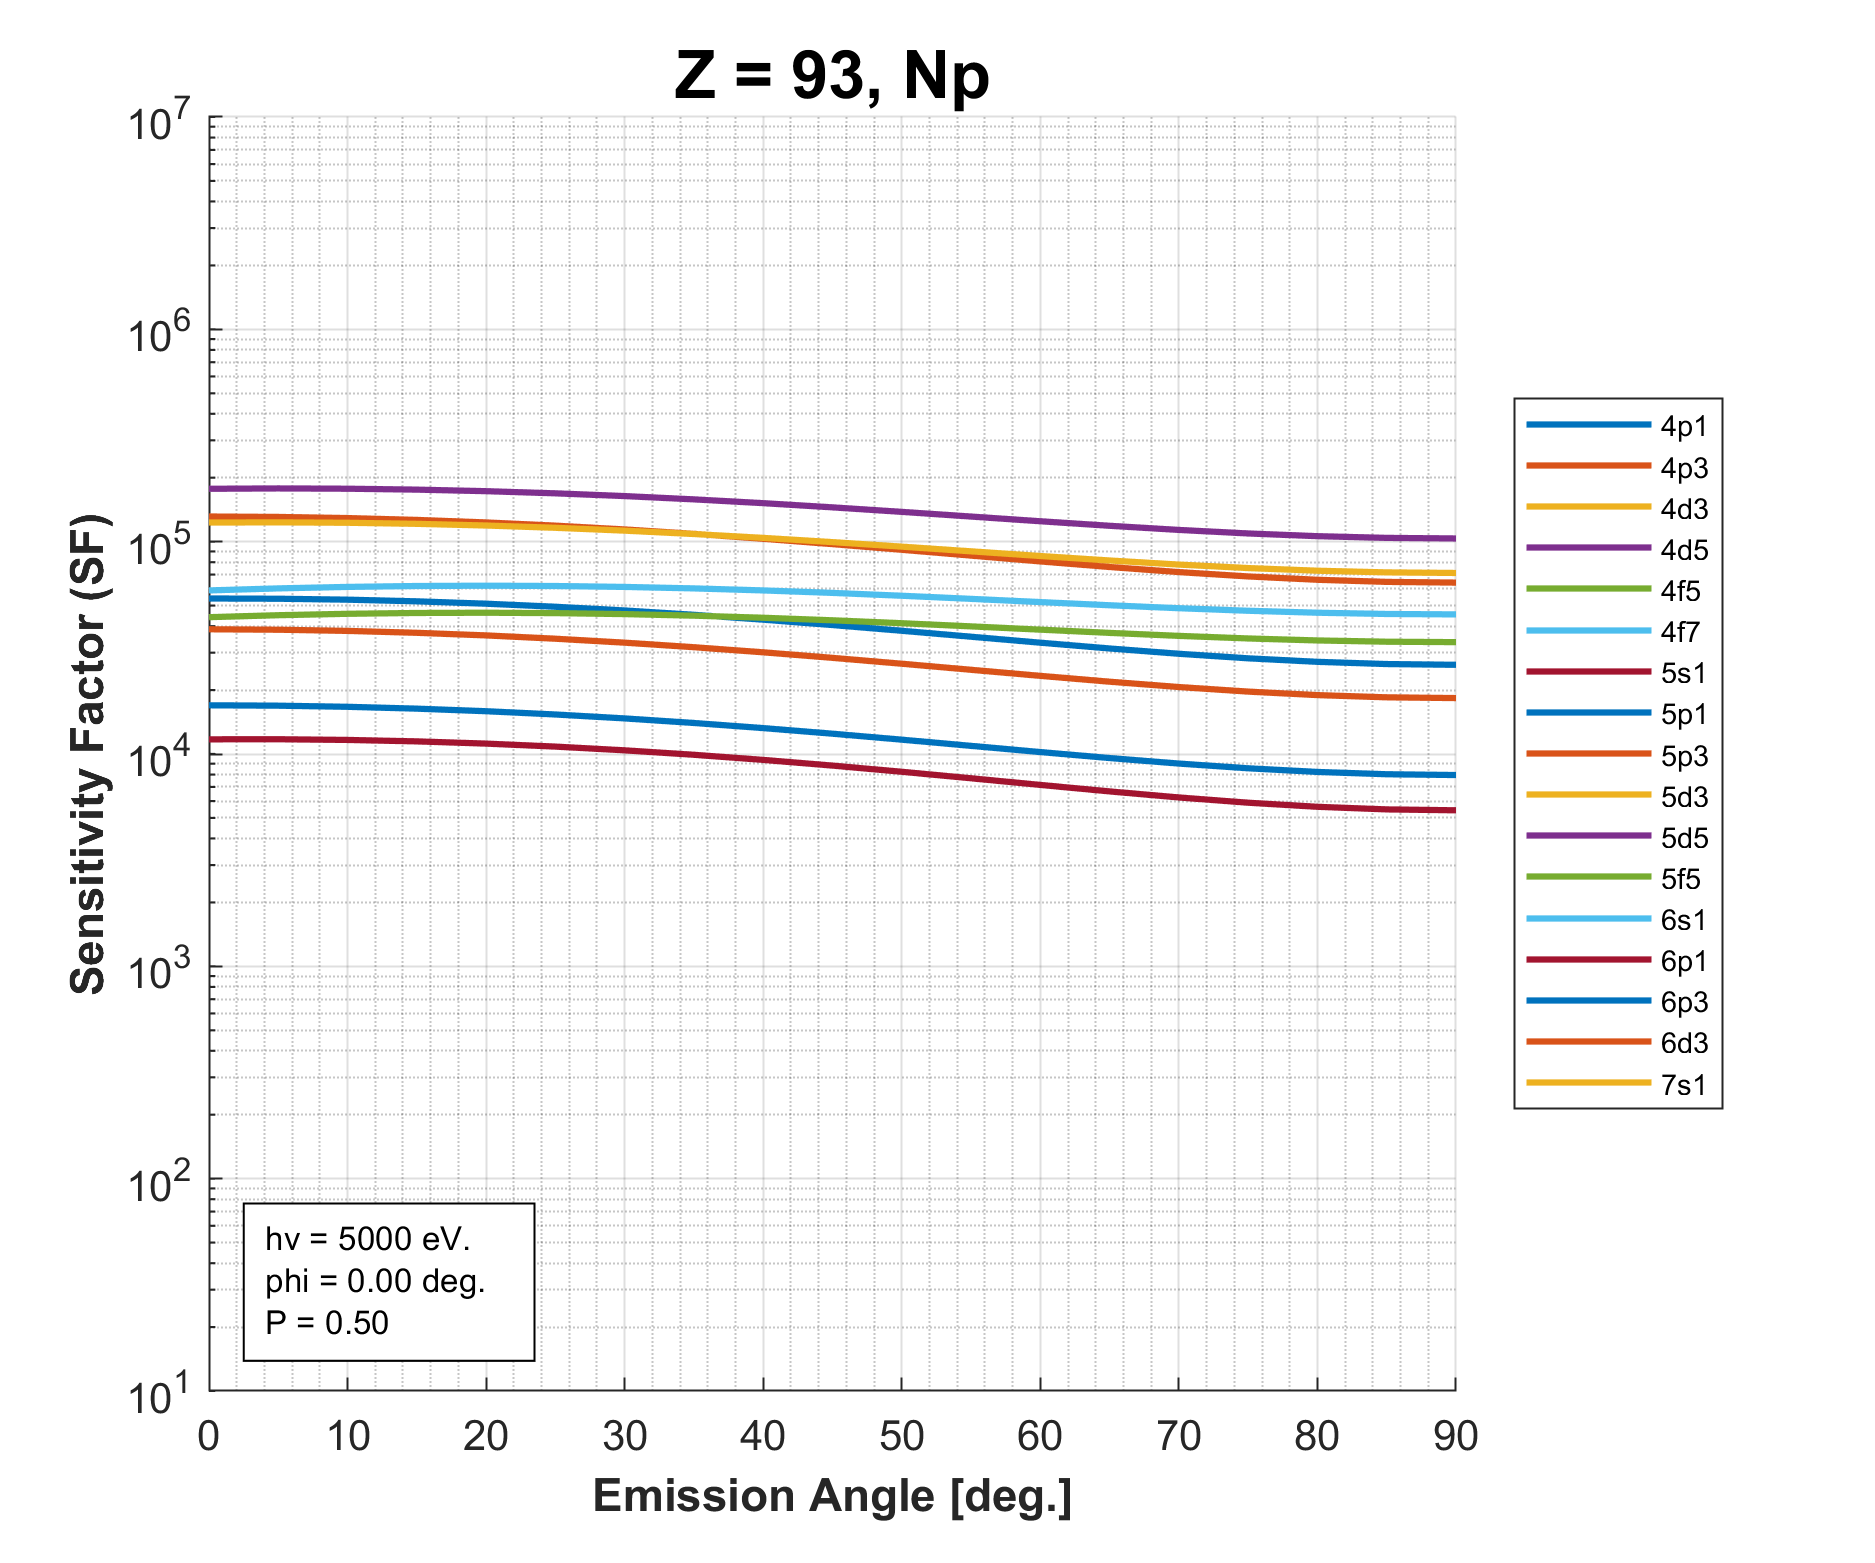 Z = 93, Np
10^7
10^6
10^5
10^4
10^3
10^2
10^1
Sensitivity Factor (SF)
hv = 5000 eV.
phi = 0.00 deg.
P = 0.50
0 10 20 30 40 50 60 70 80 90
Emission Angle [deg.]
4p1
4p3
4d3
4d5
4f5
4f7
5s1
5p1
5p3
5d3
5d5
5f5
6s1
6p1
6p3
6d3
7s1